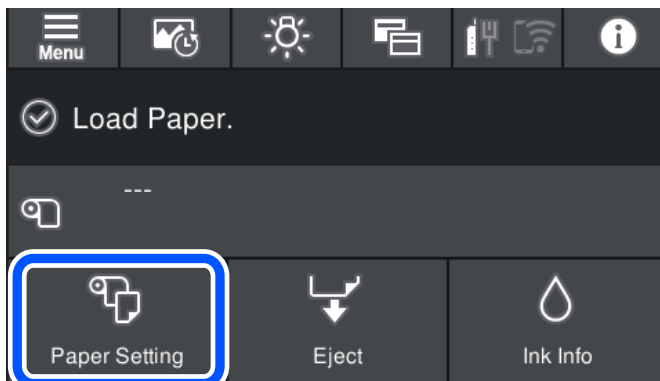 Menu
Load Paper.
---
Paper Setting
Eject
Ink Info